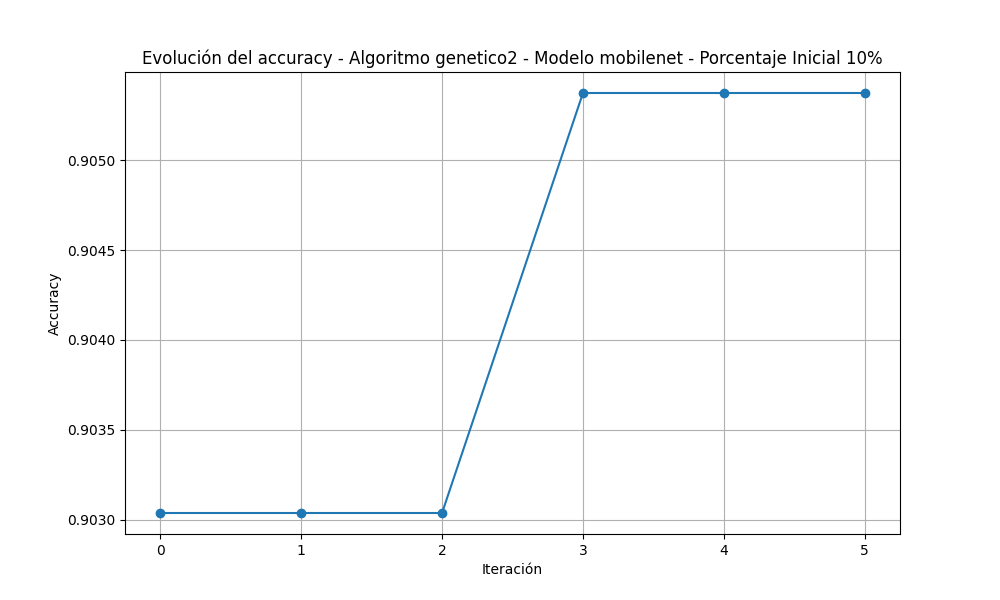 Evolución del accuracy - Algoritmo genetico2 - Modelo mobilenet - Porcentaje Inicial 10%
0.9050
0.9045
0.9040
0.9035
0.9030
Accuracy
0 1 2 3 4 5
Iteración